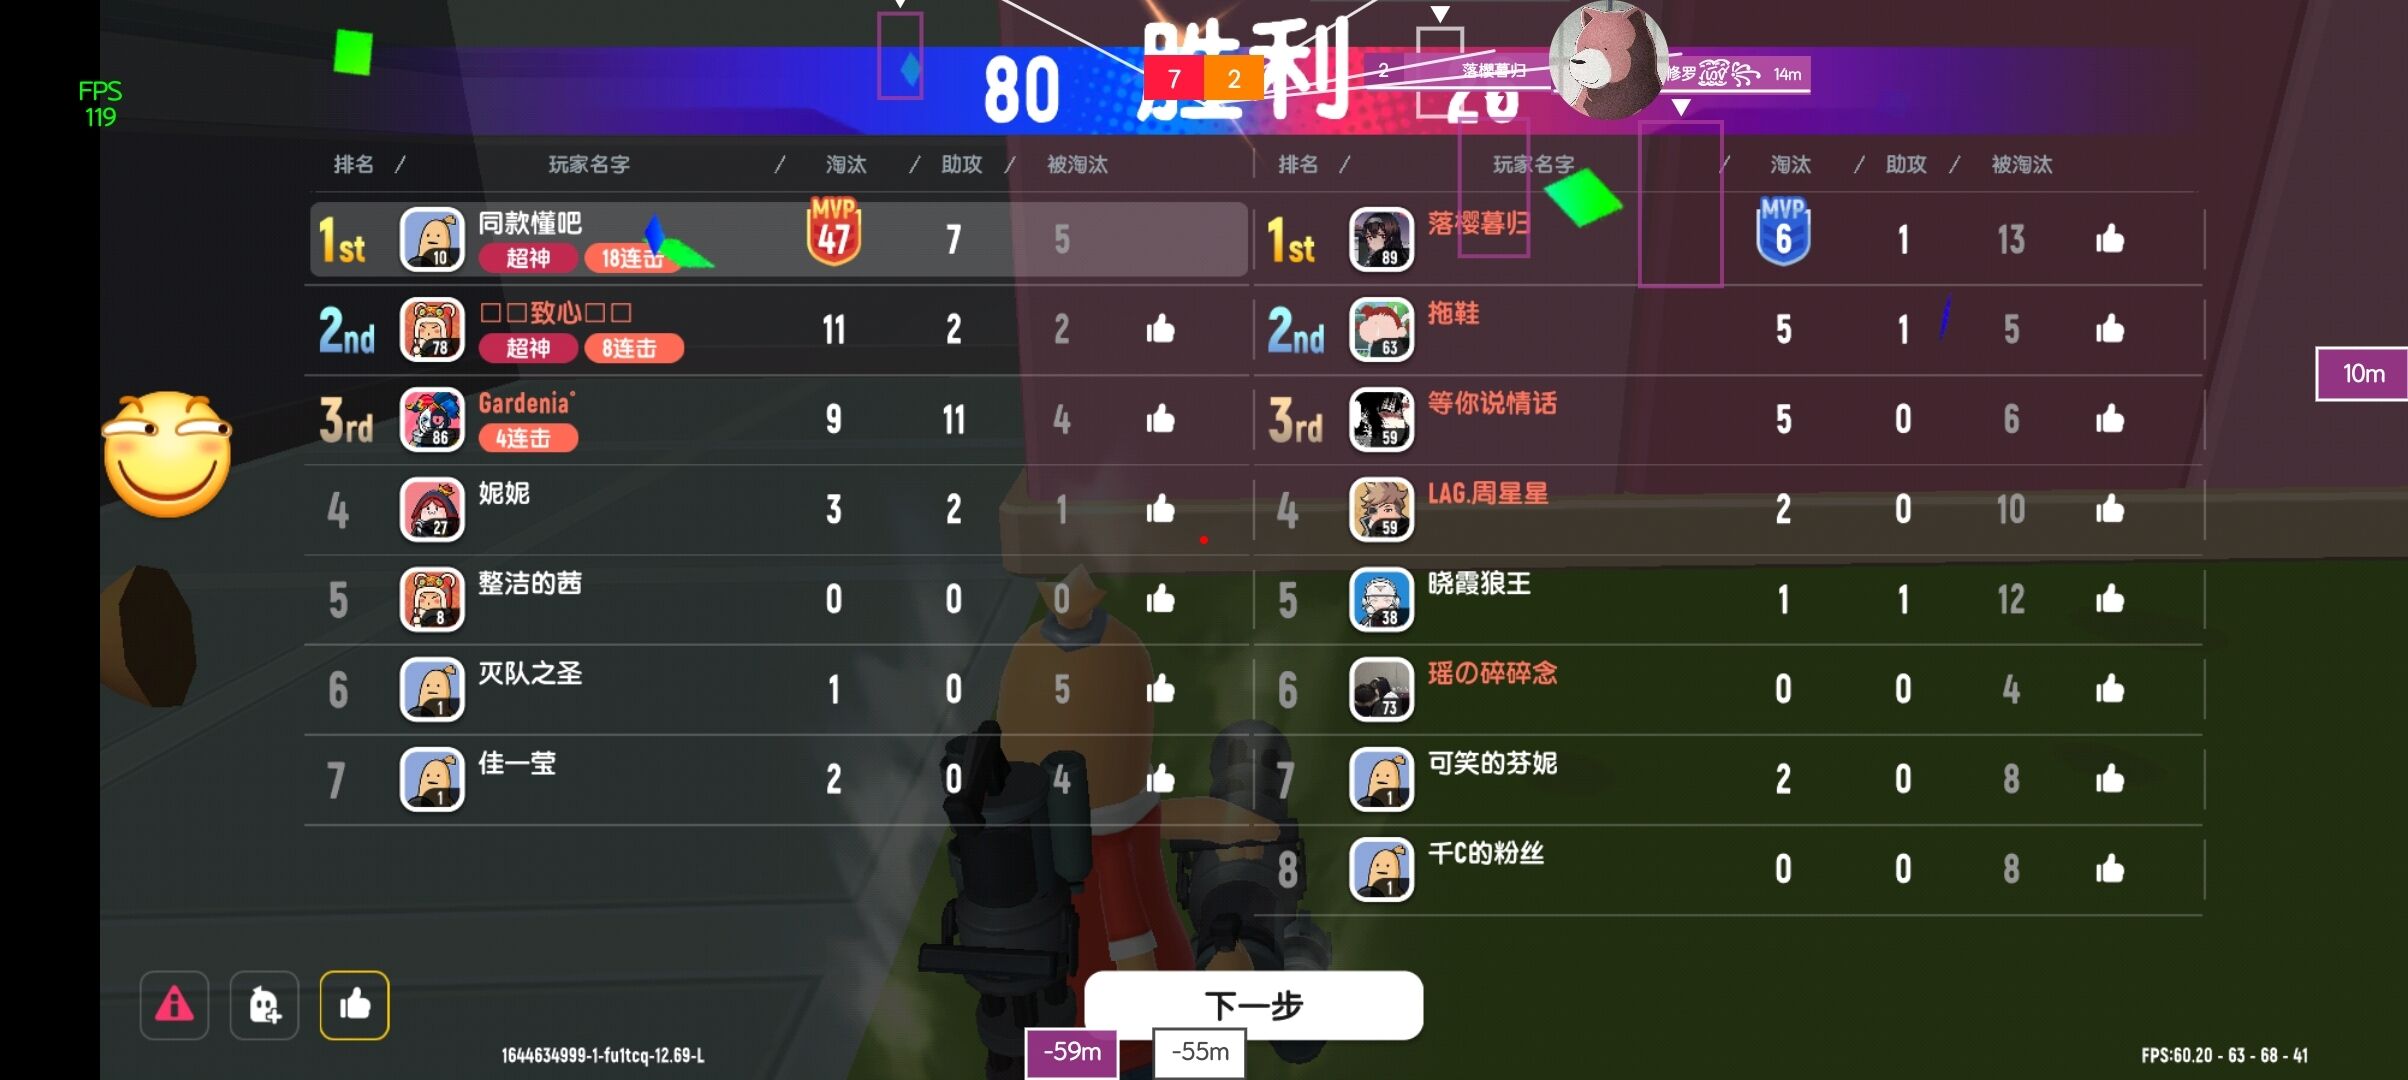 FPS
119
80
胜利
7 2
2 落樱暮归
修罗 14m
排名 / 玩家名字 / 淘汰 / 助攻 / 被淘汰
1st 10 同款懂吧 MVP 47 7 5
超神 18连击
2nd 78 □□致心□□ 11 2 2
超神 8连击
3rd 86 Gardenia° 9 11 4
4连击
4 27 妮妮 3 2 1
5 8 整洁的茜 0 0 0
6 1 灭队之圣 1 0 5
7 1 佳一莹 2 0 4
排名 / 玩家名字 / 淘汰 / 助攻 / 被淘汰
1st 89 落樱暮归 MVP 6 1 13
2nd 63 拖鞋 5 1 5
3rd 59 等你说情话 5 0 6
4 59 LAG.周星星 2 0 10
5 38 晓霞狼王 1 1 12
6 73 瑶の碎碎念 0 0 4
7 1 可笑的芬妮 2 0 8
8 1 千C的粉丝 0 0 8
10m
下一步
-59m -55m
1644634999-1-fu1tcq-12.69-L
FPS:60.20 - 63 - 68 - 41